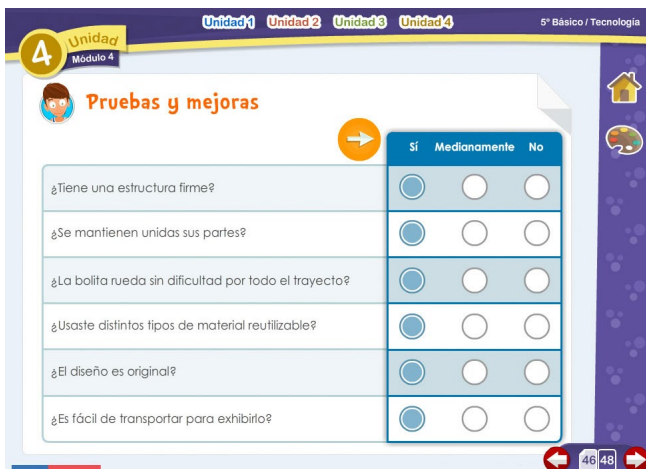 Unidad 1 Unidad 2 Unidad 3 Unidad 4
5º Básico / Tecnología
4 Unidad
Módulo 4
Pruebas y mejoras
Sí Medianamente No
¿Tiene una estructura firme?
¿Se mantienen unidas sus partes?
¿La bolita rueda sin dificultad por todo el trayecto?
¿Usaste distintos tipos de material reutilizable?
¿El diseño es original?
¿Es fácil de transportar para exhibirlo?
46 48